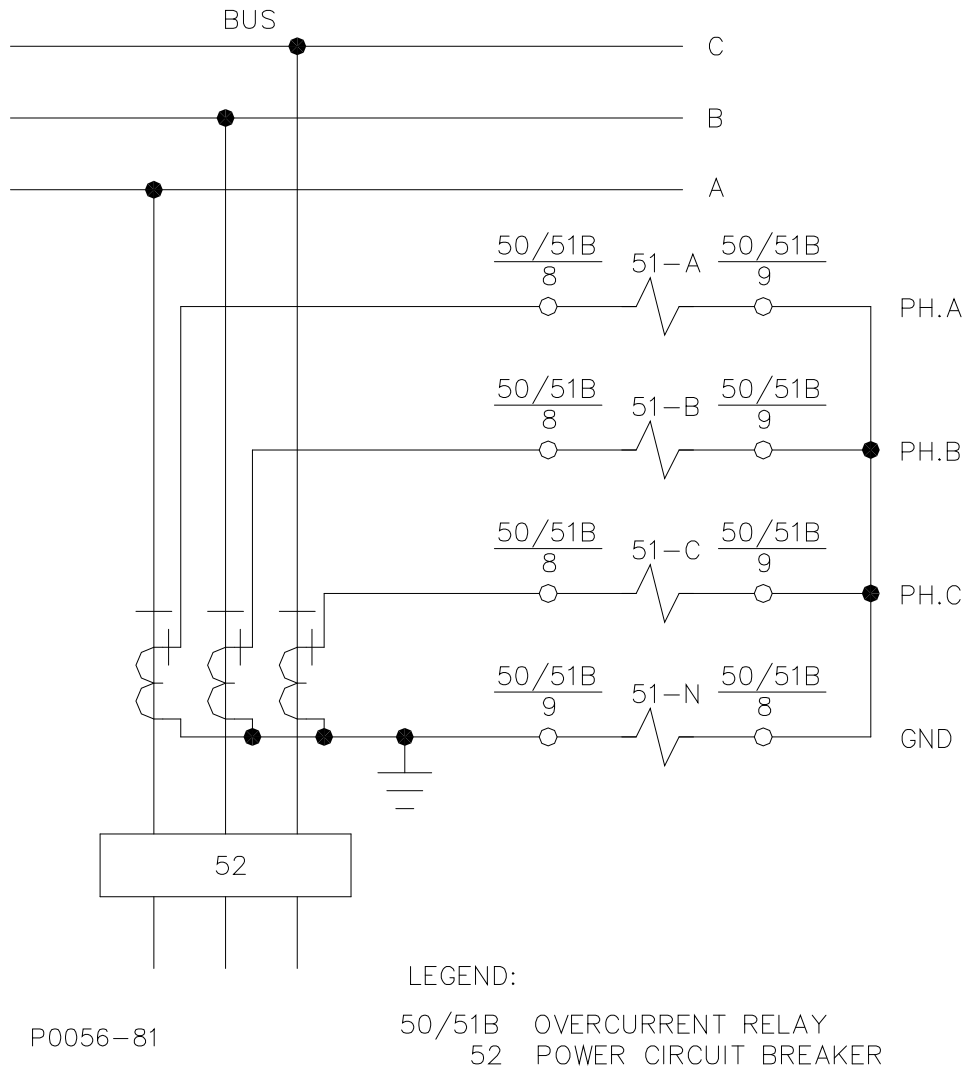 BUS
C
B
A
50/51B 51-A 50/51B
8 9
PH.A
50/51B 51-B 50/51B
8 9
PH.B
50/51B 51-C 50/51B
8 9
PH.C
50/51B 51-N 50/51B
9 8
GND
52
LEGEND:
50/51B OVERCURRENT RELAY
52 POWER CIRCUIT BREAKER
P0056-81